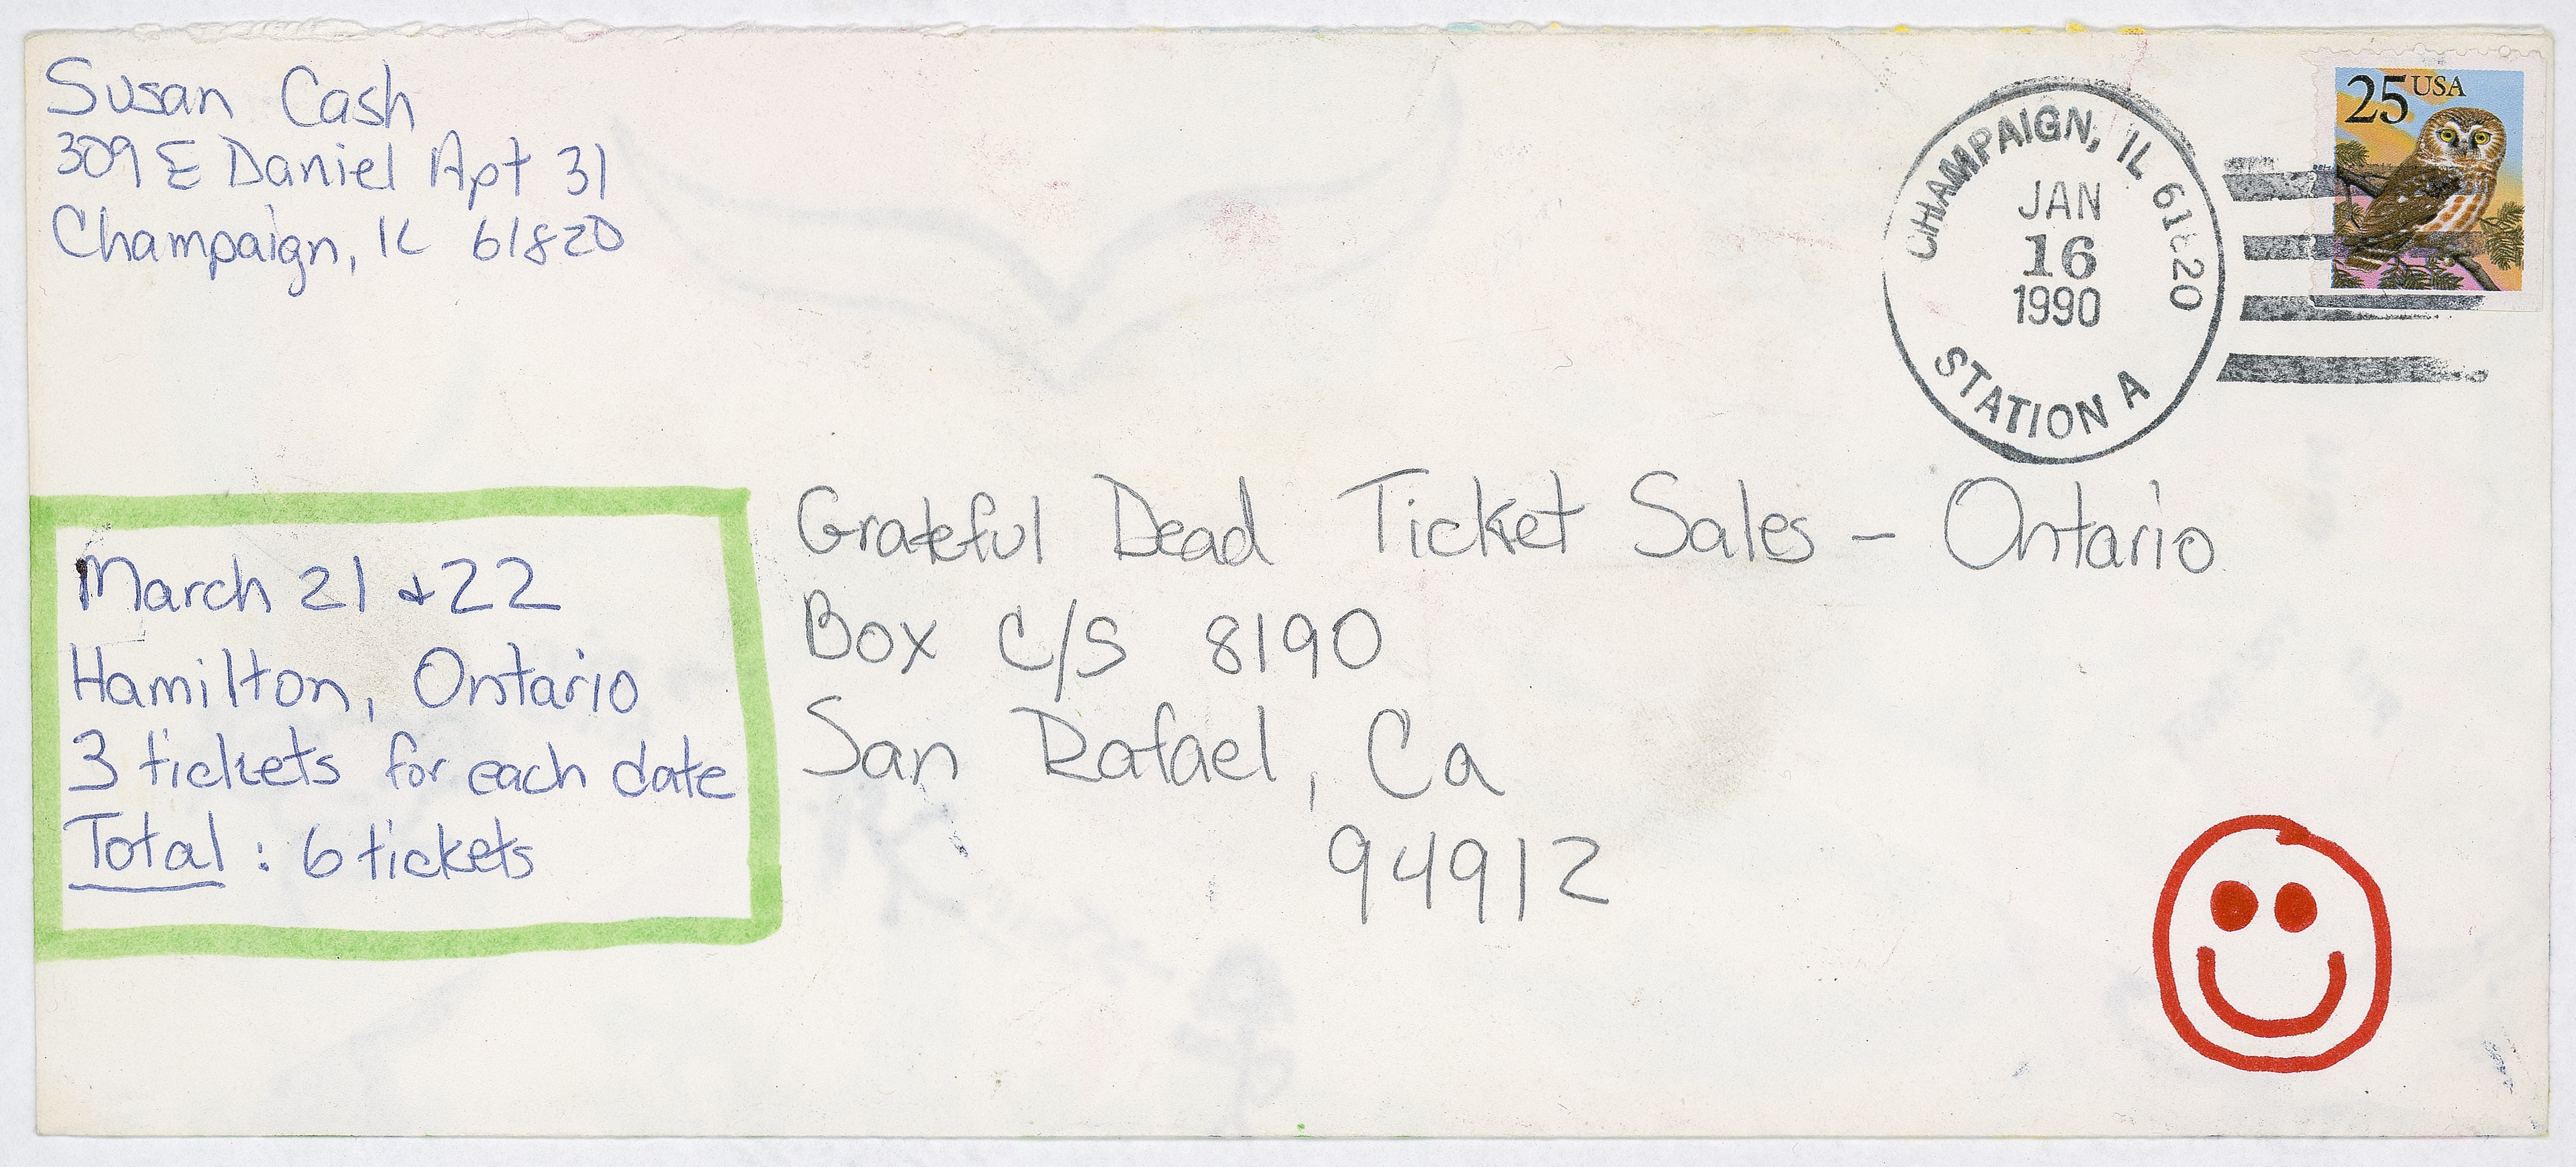 Susan Cash
309 E Daniel Apt 31
Champaign, IL 61820
CHAMPAIGN, IL 61820
JAN
16
1990
STATION A
25 USA
March 21 & 22
Hamilton, Ontario
3 tickets for each date
Total : 6 tickets
Grateful Dead Ticket Sales - Ontario
Box C/S 8190
San Rafael, Ca
94912